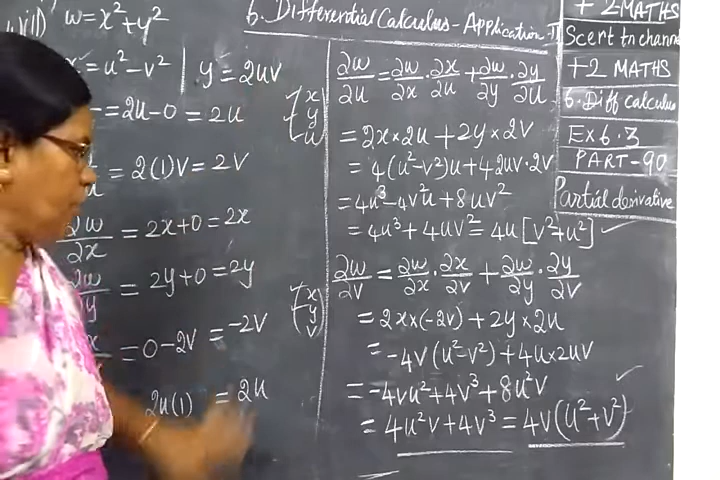 6. Differential Calculus - Application II
viii) w = x² + y²
x = u² - v² | y = 2uv
= 2u - 0 = 2u
= 2(1)v = 2v
∂w/∂x = 2x + 0 = 2x
∂w/∂y = 2y + 0 = 2y
= 0 - 2v = -2v
2u(1) = 2u
x
y
u
x
y
v
∂w/∂u = ∂w/∂x · ∂x/∂u + ∂w/∂y · ∂y/∂u
= 2x × 2u + 2y × 2v
= 4(u² - v²)u + 4 2uv · 2v
= 4u³ - 4v²u + 8uv²
= 4u³ + 4uv² = 4u[v² + u²]
∂w/∂v = ∂w/∂x · ∂x/∂v + ∂w/∂y · ∂y/∂v
= 2x × (-2v) + 2y × 2u
= -4v(u² - v²) + 4u × 2uv
= -4vu² + 4v³ + 8u²v
= 4u²v + 4v³ = 4v(u² + v²)
+2 MATHS
Scert tn channel
+2 MATHS
6. Diff calculus
Ex 6.3
PART-90
Partial derivative